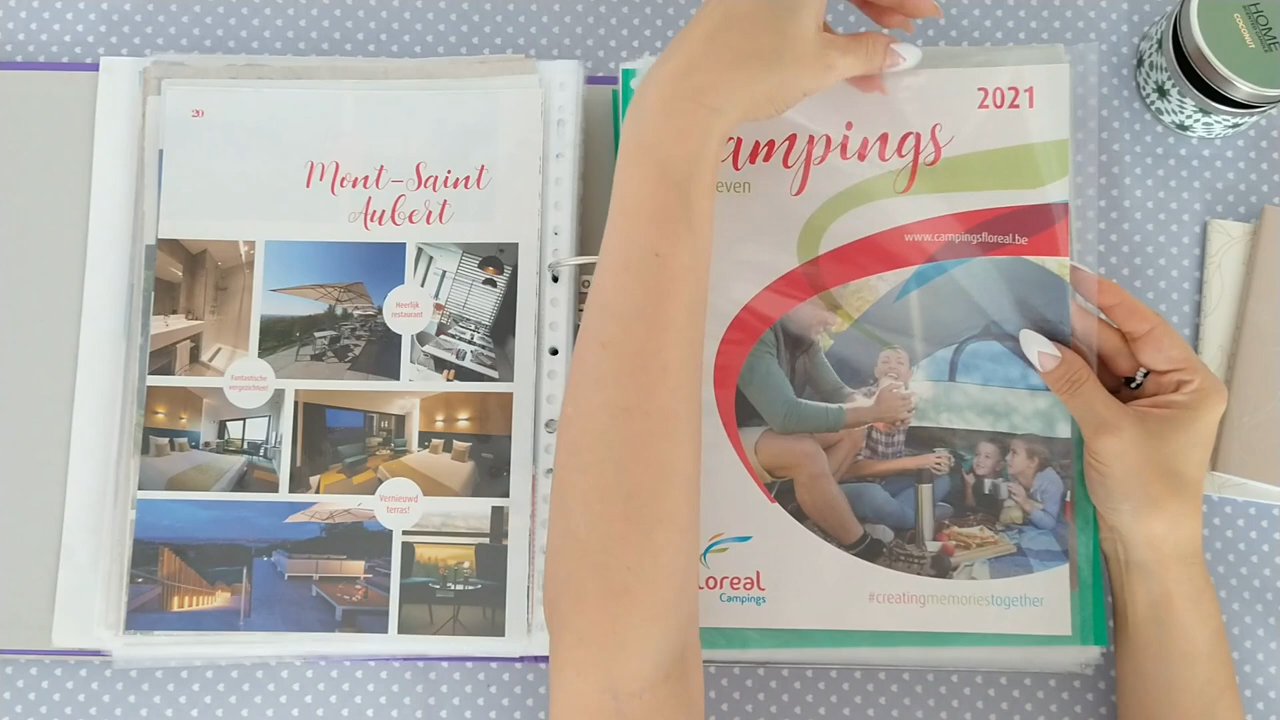 20
Mont-Saint
Aubert
Heerlijk
restaurant
Fantastische
vergezichten!
Vernieuwd
terras!
2021
ampings
even
www.campingsfloreal.be
loreal
Campings
#creatingmemoriestogether
HOME
COCONUT